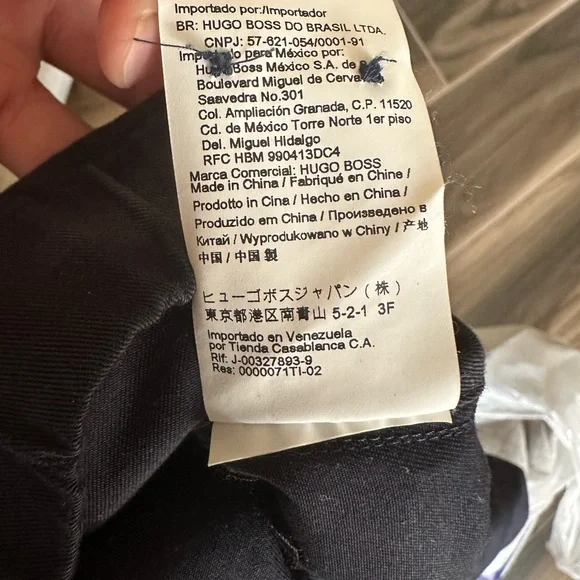 Importado por:/Importador
BR: HUGO BOSS DO BRASIL LTDA.
CNPJ: 57-621-054/0001-91
para México por:
Boss México S.A. de
Boulevard Miguel de
Saavedra No.301
Col. Ampliación Granada, C.P. 11520
Cd. de México Torre Norte 1er piso
Del. Miguel Hidalgo
RFC HBM 990413DC4
Marca Comercial: HUGO BOSS
Made in China / Fabriqué en Chine /
Prodotto in Cina / Hecho en China /
Produzido em China / Произведено в
Китай / Wyprodukowano w Chiny / 产地
中国 / 中国 製
ヒューゴボスジャパン (株)
東京都港区南青山 5-2-1 3F
Importado en Venezuela
por Tienda Casablanca C.A.
Rif: J-00327893-9
Res: 0000071TI-02